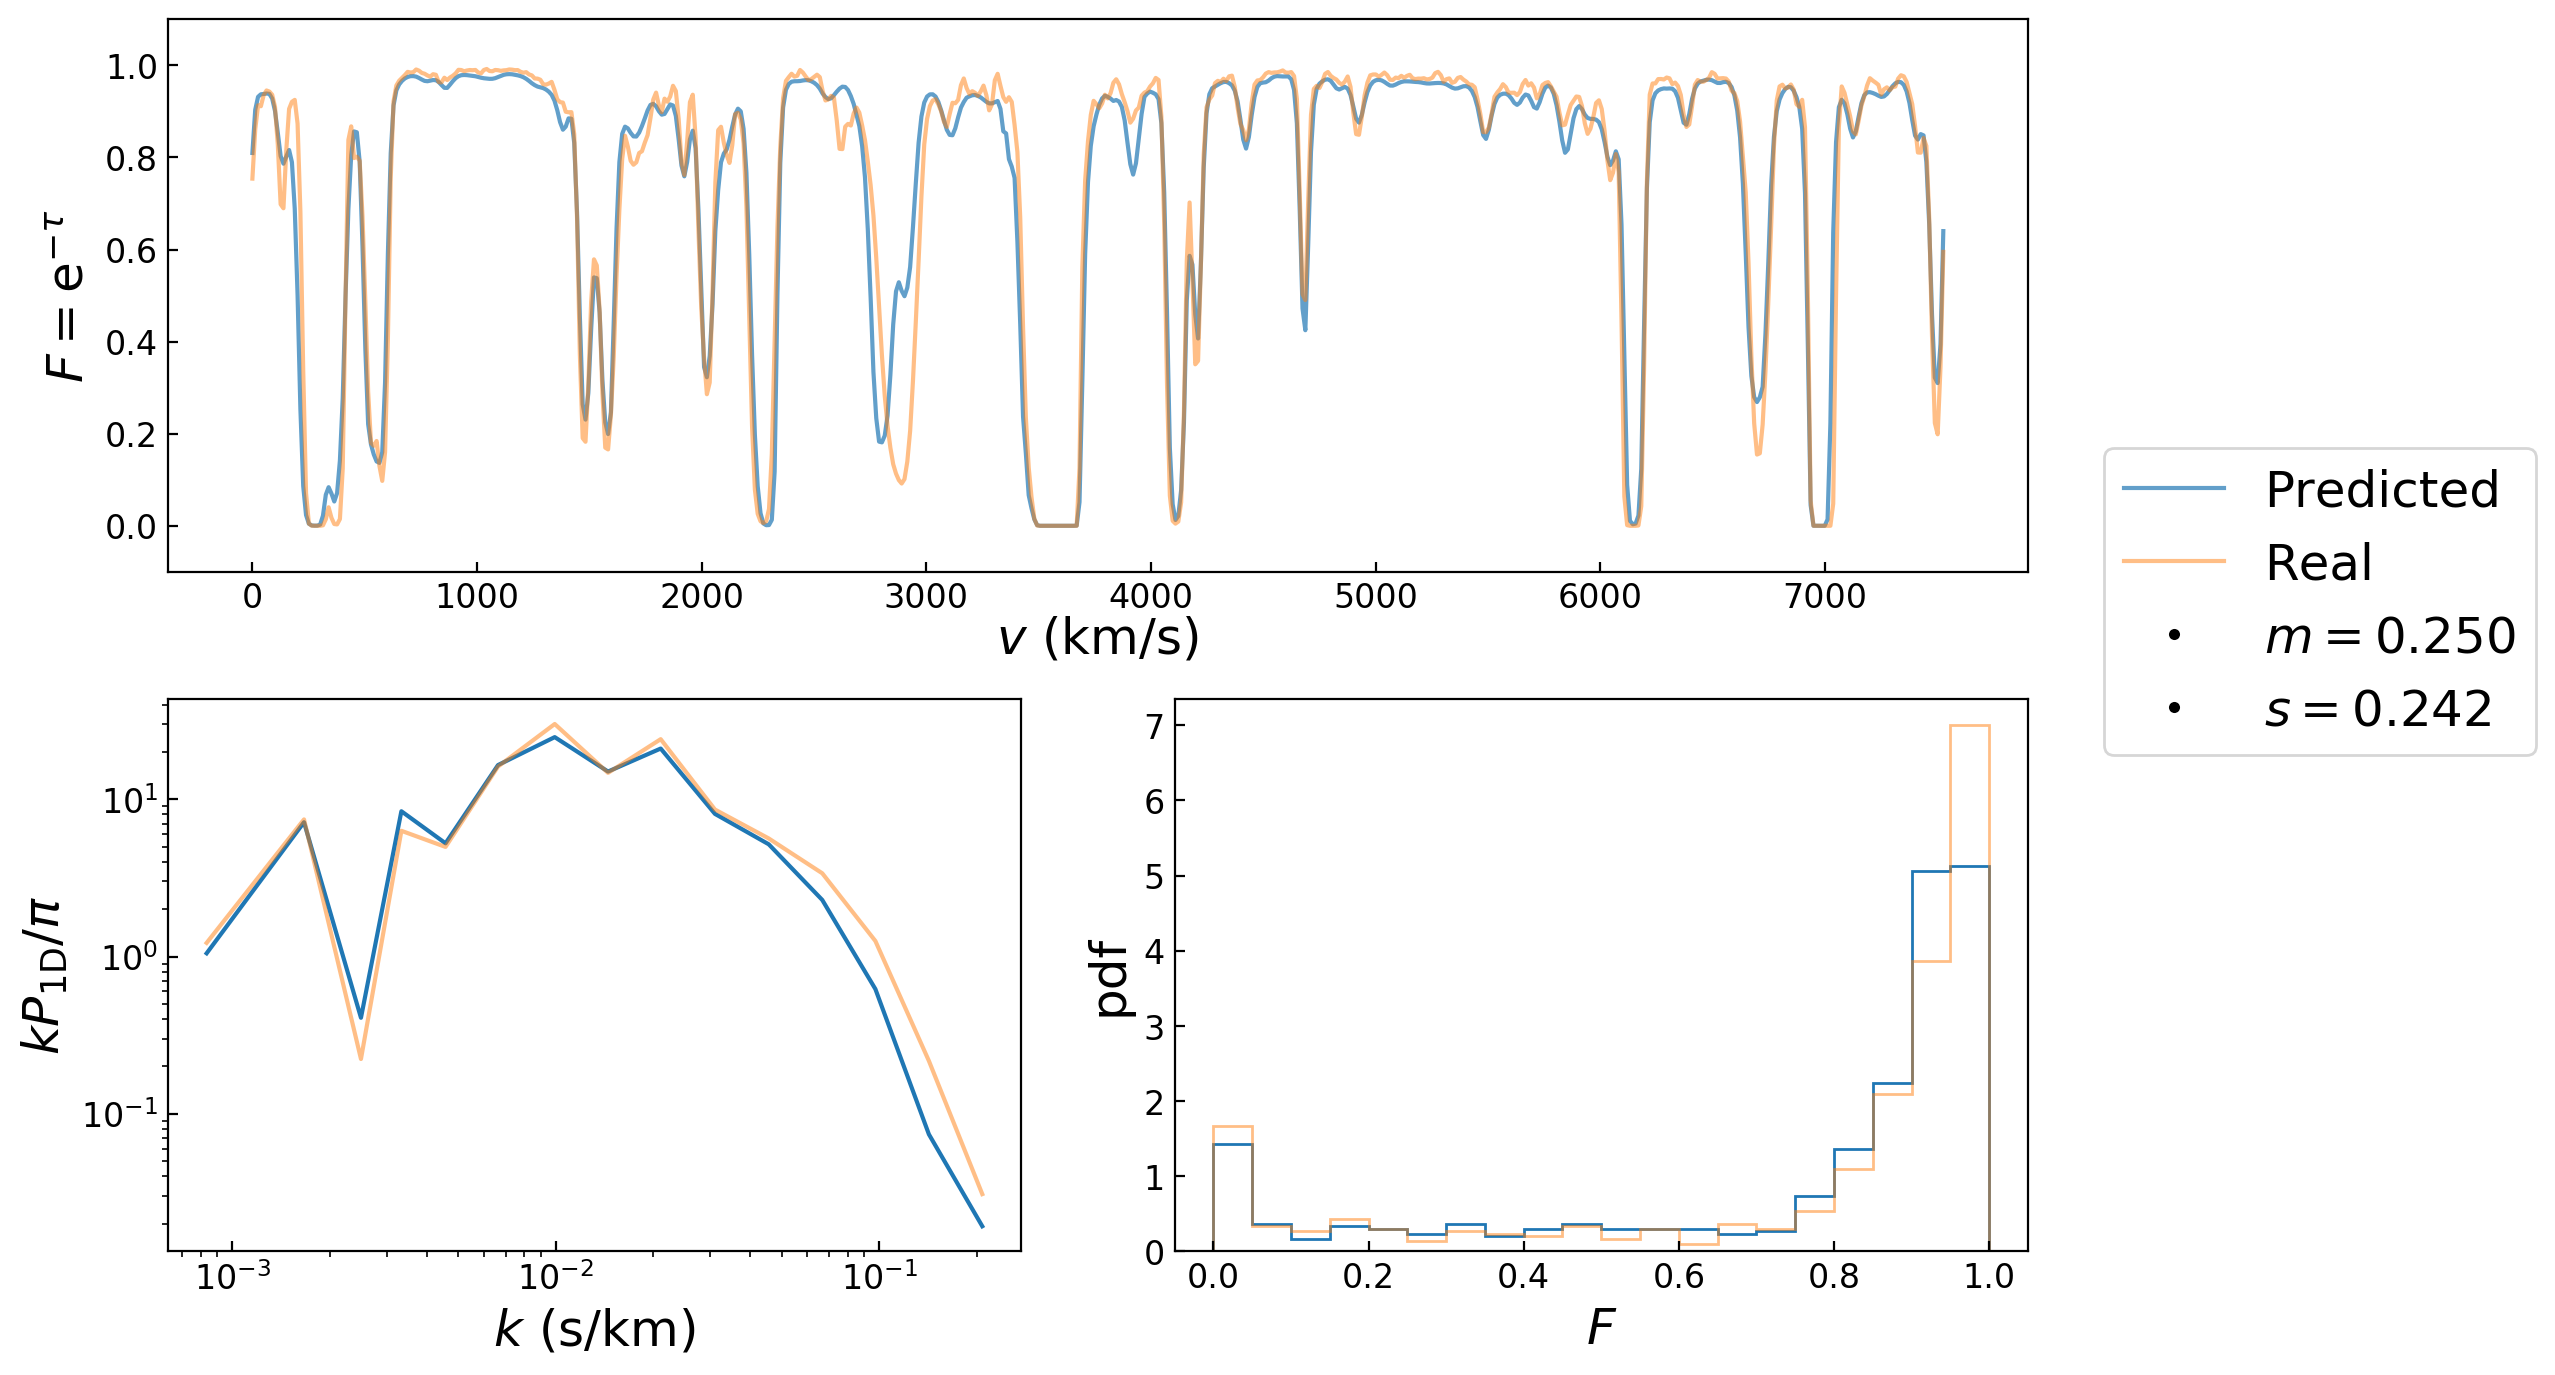 1.0
0.8
0.6
0.4
0.2
0.0
F = e^{−τ}
0 1000 2000 3000 4000 5000 6000 7000
v (km/s)
Predicted
Real
m = 0.250
s = 0.242
10^1
10^0
10^{−1}
kP_{1D}/π
10^{−3} 10^{−2} 10^{−1}
k (s/km)
7
6
5
4
3
2
1
0
pdf
0.0 0.2 0.4 0.6 0.8 1.0
F